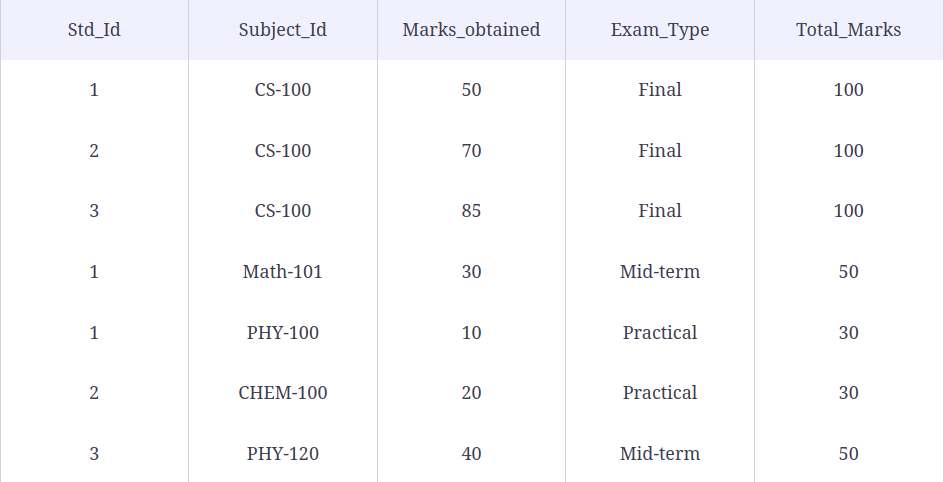 Std_Id Subject_Id Marks_obtained Exam_Type Total_Marks
1 CS-100 50 Final 100
2 CS-100 70 Final 100
3 CS-100 85 Final 100
1 Math-101 30 Mid-term 50
1 PHY-100 10 Practical 30
2 CHEM-100 20 Practical 30
3 PHY-120 40 Mid-term 50